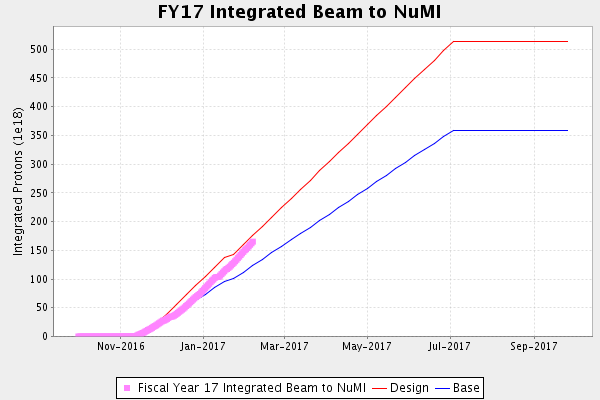 FY17 Integrated Beam to NuMI
Integrated Protons (1e18)
500
450
400
350
300
250
200
150
100
50
0
Nov-2016 Jan-2017 Mar-2017 May-2017 Jul-2017 Sep-2017
Fiscal Year 17 Integrated Beam to NuMI Design Base